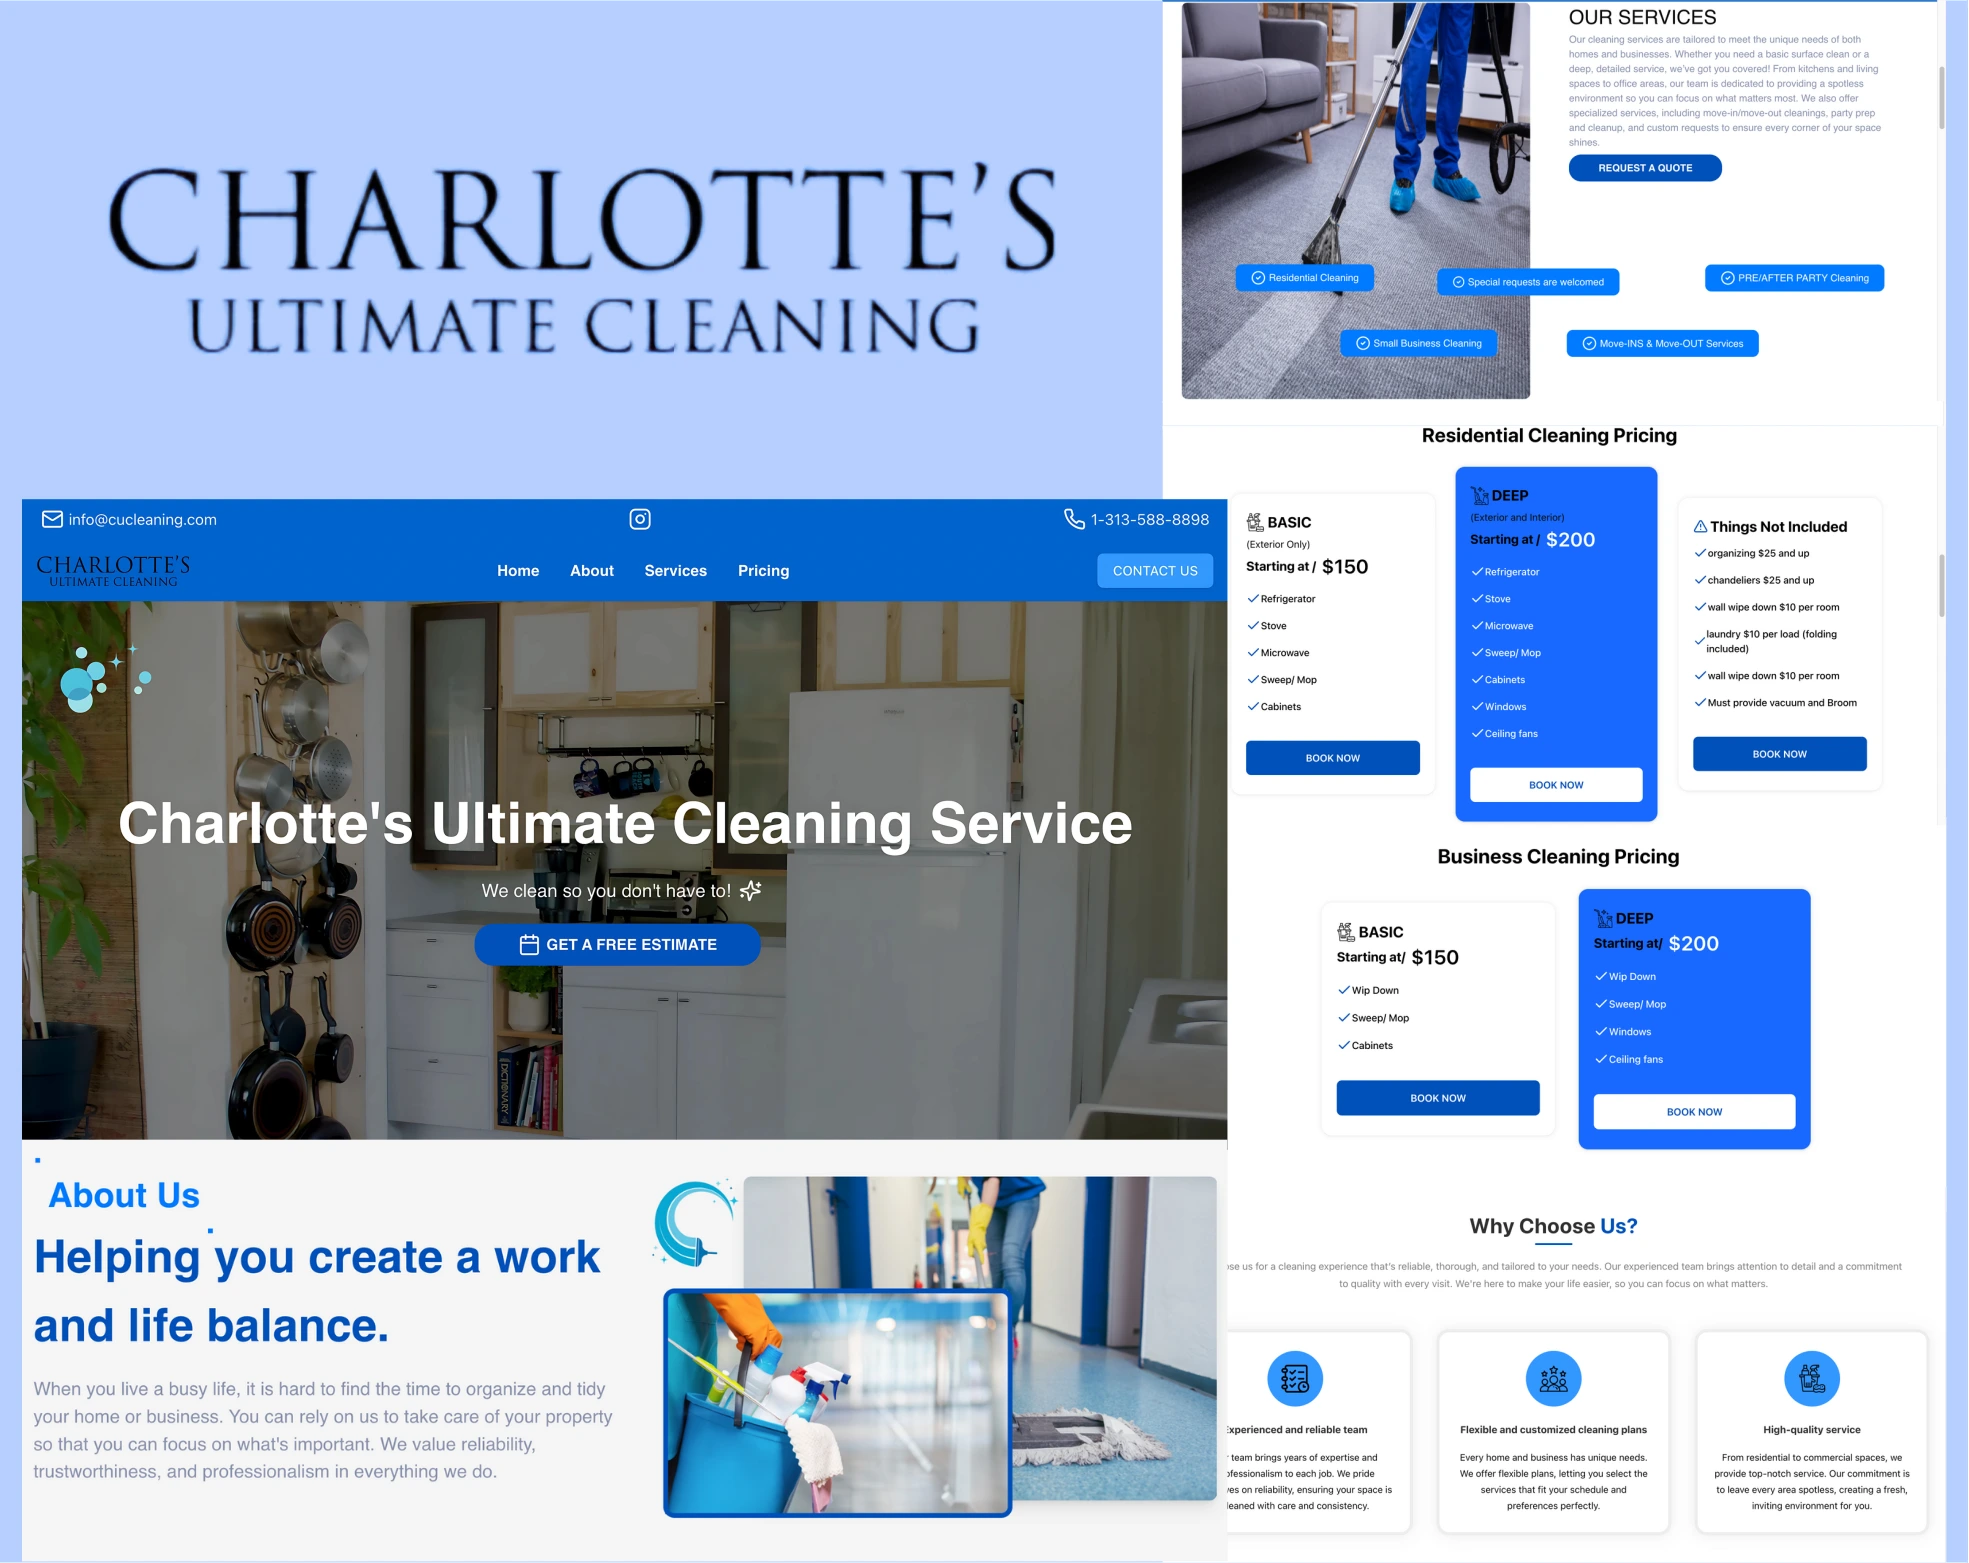 CHARLOTTE'S
ULTIMATE CLEANING
OUR SERVICES
Our cleaning services are tailored to meet the unique needs of both
homes and businesses. Whether you need a basic surface clean or a
deep, detailed service, we've got you covered! From kitchens and living
spaces to office areas, our team is dedicated to providing a spotless
environment so you can focus on what matters most. We also offer
specialized services, including move-in/move-out cleanings, party prep
and cleanup, and custom requests to ensure every corner of your space
shines.
REQUEST A QUOTE
Residential Cleaning
Special requests are welcomed
PRE/AFTER PARTY Cleaning
Small Business Cleaning
Move-INS & Move-OUT Services
Residential Cleaning Pricing
BASIC
(Exterior Only)
Starting at / $150
Refrigerator
Stove
Microwave
Sweep/ Mop
Cabinets
BOOK NOW
DEEP
(Exterior and Interior)
Starting at / $200
Refrigerator
Stove
Microwave
Sweep/ Mop
Cabinets
Windows
Ceiling fans
BOOK NOW
Things Not Included
organizing $25 and up
chandeliers $25 and up
wall wipe down $10 per room
laundry $10 per load (folding
included)
wall wipe down $10 per room
Must provide vacuum and Broom
BOOK NOW
Business Cleaning Pricing
BASIC
Starting at/ $150
Wip Down
Sweep/ Mop
Cabinets
BOOK NOW
DEEP
Starting at/ $200
Wip Down
Sweep/ Mop
Windows
Ceiling fans
BOOK NOW
Why Choose Us?
ose us for a cleaning experience that's reliable, thorough, and tailored to your needs. Our experienced team brings attention to detail and a commitment
to quality with every visit. We're here to make your life easier, so you can focus on what matters.
Experienced and reliable team
team brings years of expertise and
ofessionalism to each job. We pride
ves on reliability, ensuring your space is
leaned with care and consistency.
Flexible and customized cleaning plans
Every home and business has unique needs.
We offer flexible plans, letting you select the
services that fit your schedule and
preferences perfectly.
High-quality service
From residential to commercial spaces, we
provide top-notch service. Our commitment is
to leave every area spotless, creating a fresh,
inviting environment for you.
info@cucleaning.com
1-313-588-8898
CHARLOTTE'S
ULTIMATE CLEANING
Home
About
Services
Pricing
CONTACT US
Charlotte's Ultimate Cleaning Service
We clean so you don't have to!
GET A FREE ESTIMATE
DICTIONARY
About Us
Helping you create a work
and life balance.
When you live a busy life, it is hard to find the time to organize and tidy
your home or business. You can rely on us to take care of your property
so that you can focus on what's important. We value reliability,
trustworthiness, and professionalism in everything we do.